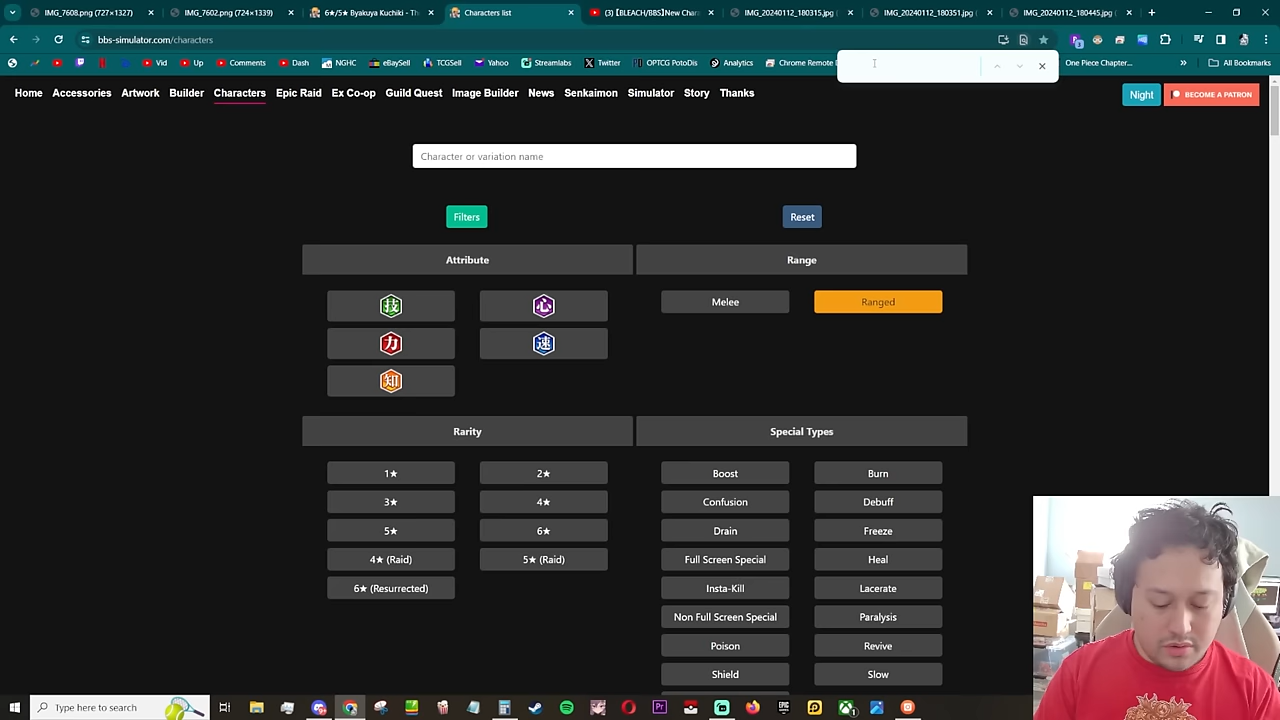 IMG_7608.png (727×1327)
IMG_7602.png (724×1339)
6★/5★ Byakuya Kuchiki - Th
Characters list
(3) 【BLEACH/BBS】New Char
IMG_20240112_180315.jpg (
IMG_20240112_180351.jpg (
IMG_20240112_180445.jpg (
bbs-simulator.com/characters
Vid
Up
Comments
Dash
NGTG
eBaySell
TCGSell
Yahoo
Streamlabs
Twitter
OPTCG PotoDis
Analytics
Chrome Remote D
One Piece Chapter...
All Bookmarks
Home
Accessories
Artwork
Builder
Characters
Epic Raid
Ex Co-op
Guild Quest
Image Builder
News
Senkaimon
Simulator
Story
Thanks
Night
BECOME A PATRON
Character or variation name
Filters
Reset
Attribute
Range
技
心
Melee
Ranged
力
速
知
Rarity
Special Types
1★
2★
Boost
Burn
3★
4★
Confusion
Debuff
5★
6★
Drain
Freeze
4★ (Raid)
5★ (Raid)
Full Screen Special
Heal
6★ (Resurrected)
Insta-Kill
Lacerate
Non Full Screen Special
Paralysis
Poison
Revive
Shield
Slow
Type here to search